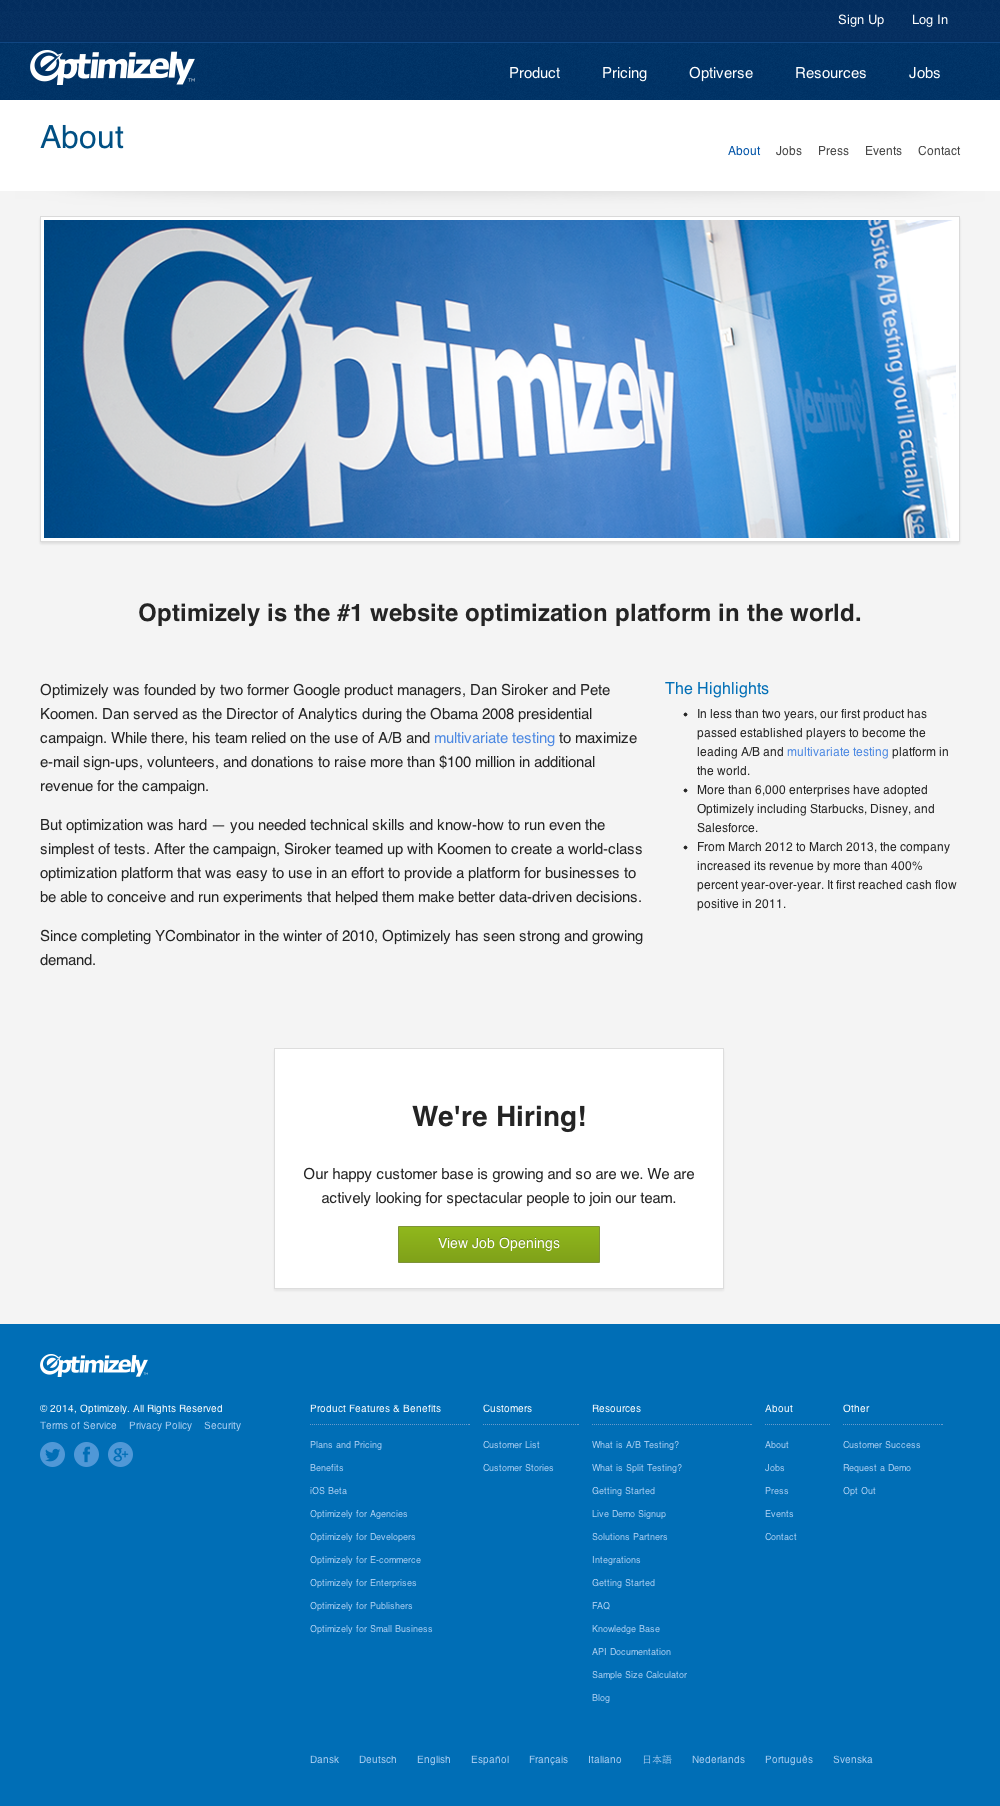 Sign Up Log In
Optimizely™
Product Pricing Optiverse Resources Jobs
About
About Jobs Press Events Contact
Optimizely
ebsite A/B testing you'll actually use
Optimizely
Optimizely is the #1 website optimization platform in the world.
Optimizely was founded by two former Google product managers, Dan Siroker and Pete
Koomen. Dan served as the Director of Analytics during the Obama 2008 presidential
campaign. While there, his team relied on the use of A/B and multivariate testing to maximize
e-mail sign-ups, volunteers, and donations to raise more than $100 million in additional
revenue for the campaign.
But optimization was hard — you needed technical skills and know-how to run even the
simplest of tests. After the campaign, Siroker teamed up with Koomen to create a world-class
optimization platform that was easy to use in an effort to provide a platform for businesses to
be able to conceive and run experiments that helped them make better data-driven decisions.
Since completing YCombinator in the winter of 2010, Optimizely has seen strong and growing
demand.
The Highlights
• In less than two years, our first product has
passed established players to become the
leading A/B and multivariate testing platform in
the world.
• More than 6,000 enterprises have adopted
Optimizely including Starbucks, Disney, and
Salesforce.
• From March 2012 to March 2013, the company
increased its revenue by more than 400%
percent year-over-year. It first reached cash flow
positive in 2011.
We're Hiring!
Our happy customer base is growing and so are we. We are
actively looking for spectacular people to join our team.
View Job Openings
Optimizely
© 2014, Optimizely. All Rights Reserved
Terms of Service Privacy Policy Security
Product Features & Benefits
Plans and Pricing
Benefits
iOS Beta
Optimizely for Agencies
Optimizely for Developers
Optimizely for E-commerce
Optimizely for Enterprises
Optimizely for Publishers
Optimizely for Small Business
Customers
Customer List
Customer Stories
Resources
What is A/B Testing?
What is Split Testing?
Getting Started
Live Demo Signup
Solutions Partners
Integrations
Getting Started
FAQ
Knowledge Base
API Documentation
Sample Size Calculator
Blog
About
About
Jobs
Press
Events
Contact
Other
Customer Success
Request a Demo
Opt Out
Dansk Deutsch English Español Français Italiano 日本語 Nederlands Português Svenska